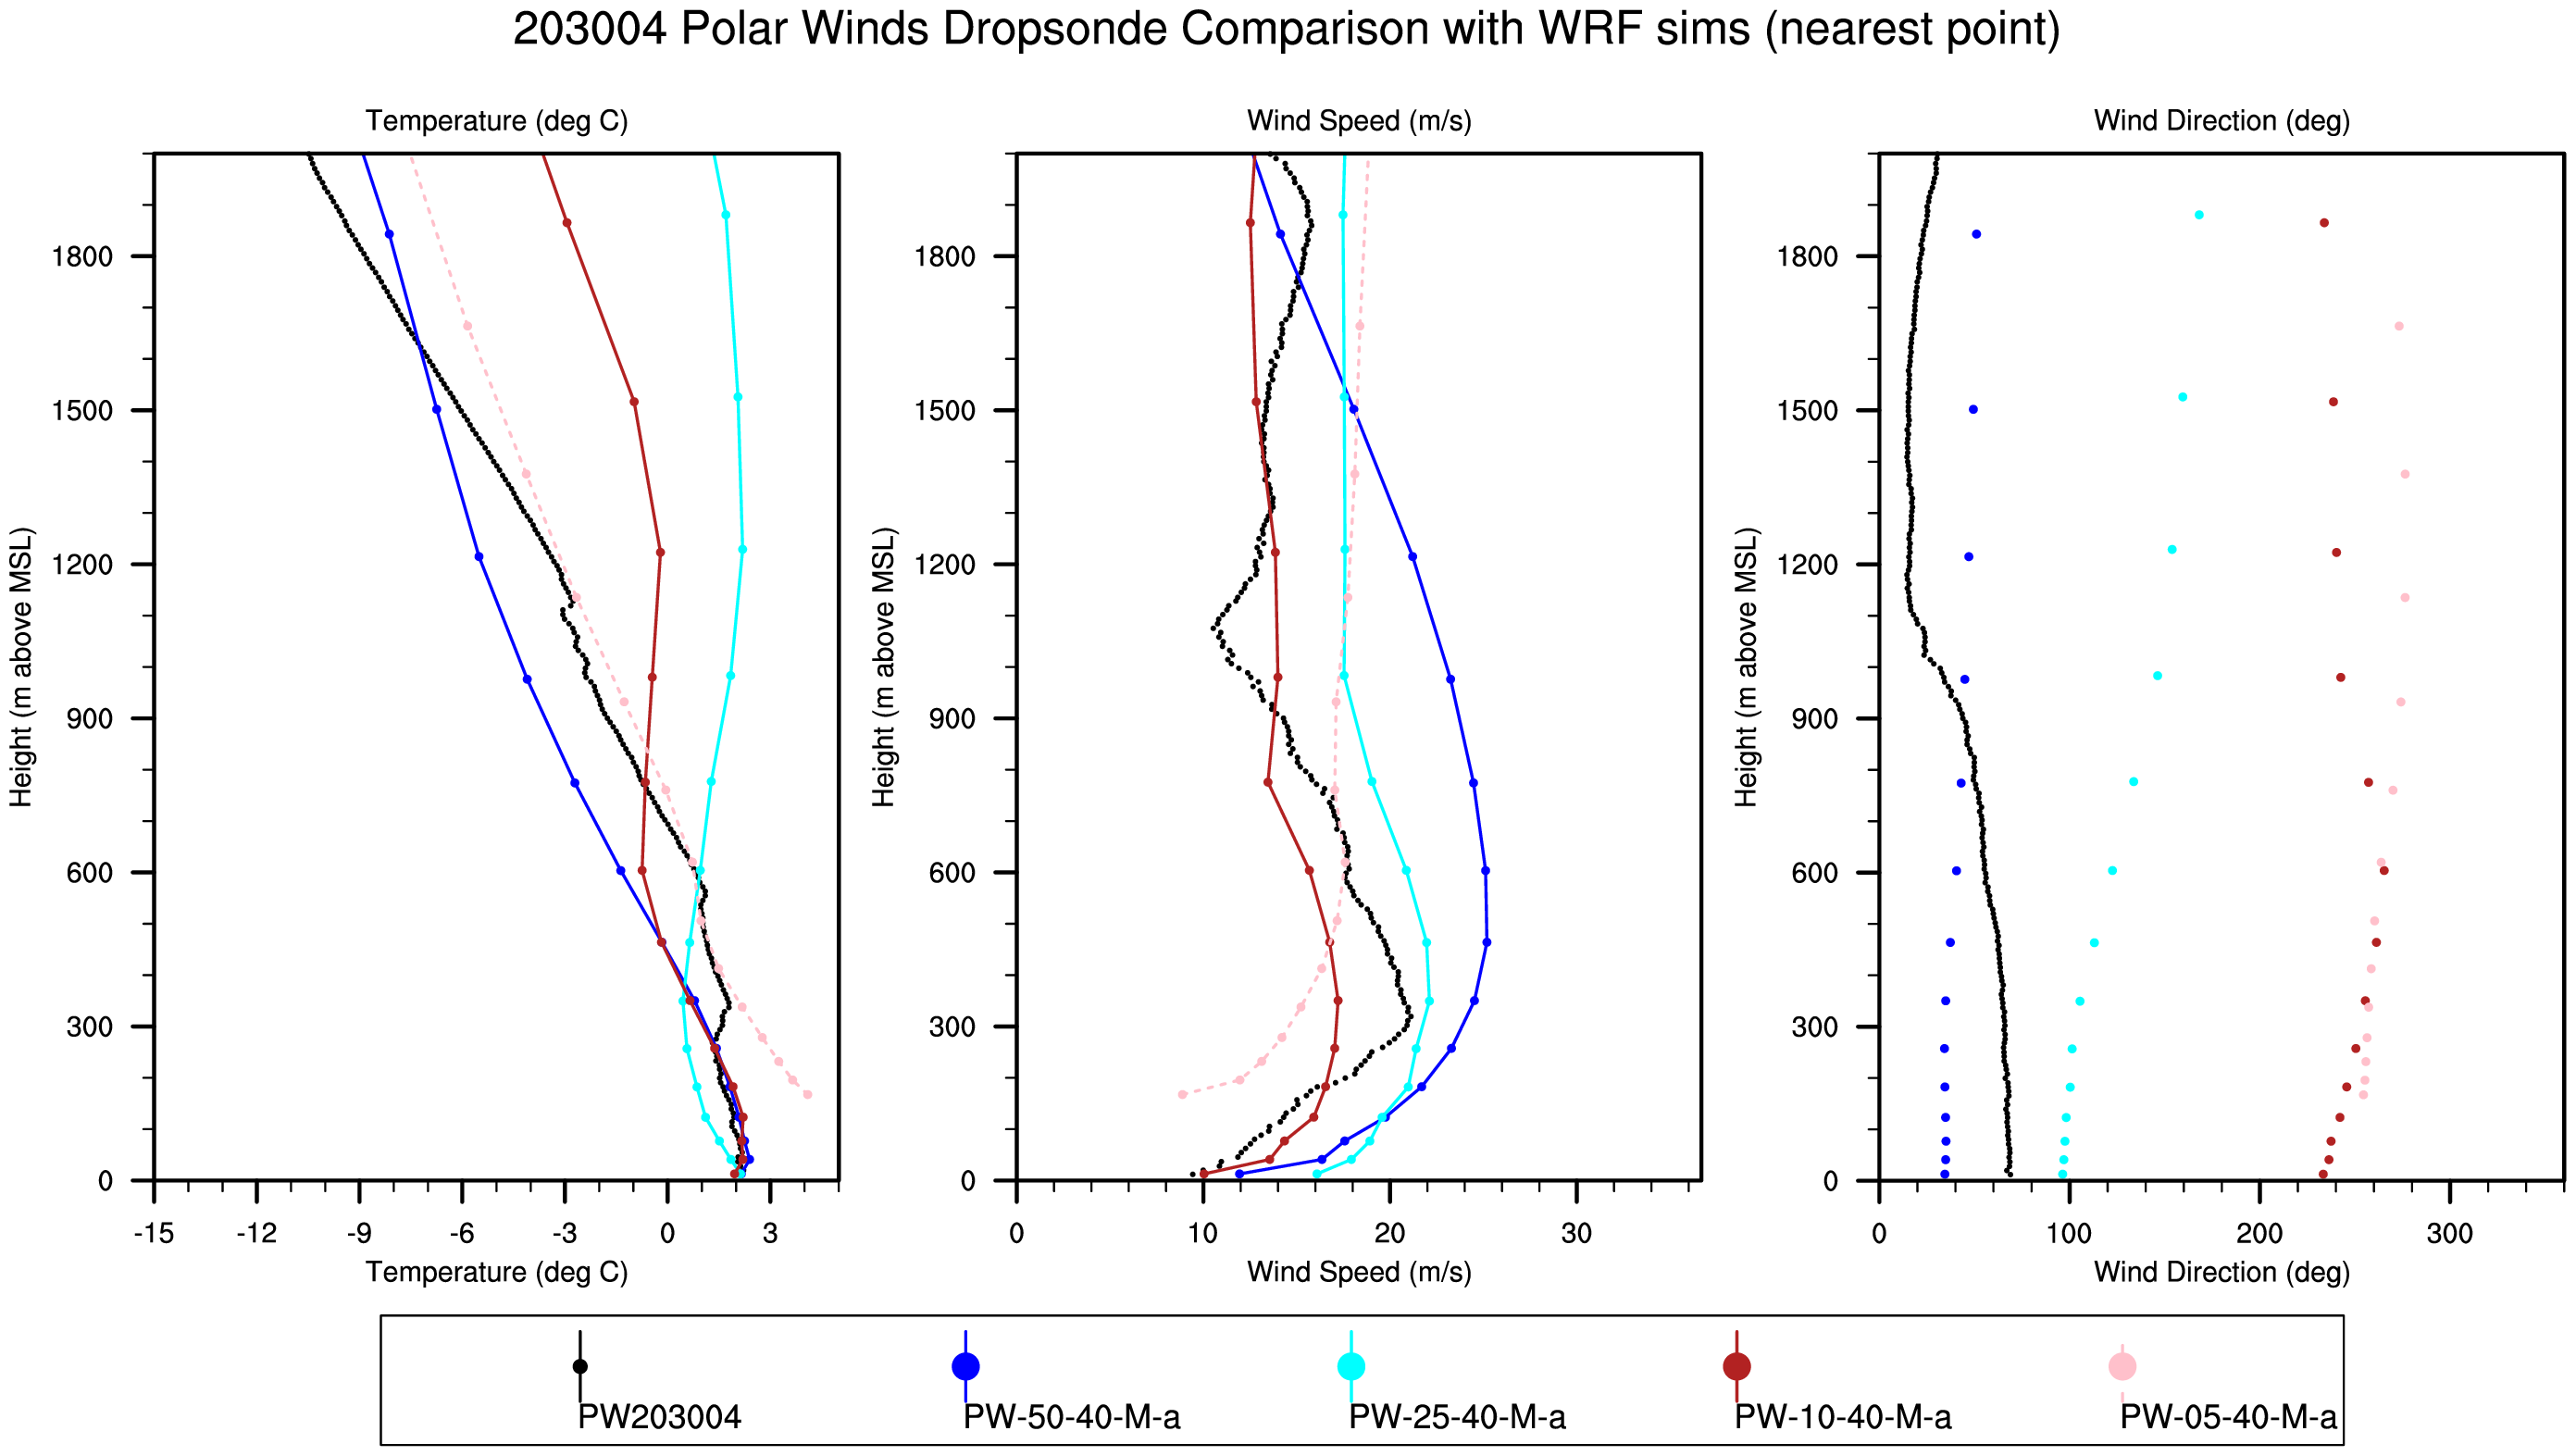 203004 Polar Winds Dropsonde Comparison with WRF sims (nearest point)
Temperature (deg C)
Wind Speed (m/s)
Wind Direction (deg)
Height (m above MSL)
1800
1500
1200
900
600
300
0
-15 -12 -9 -6 -3 0 3
Temperature (deg C)
Height (m above MSL)
1800
1500
1200
900
600
300
0
0 10 20 30
Wind Speed (m/s)
Height (m above MSL)
1800
1500
1200
900
600
300
0
0 100 200 300
Wind Direction (deg)
PW203004 PW-50-40-M-a PW-25-40-M-a PW-10-40-M-a PW-05-40-M-a